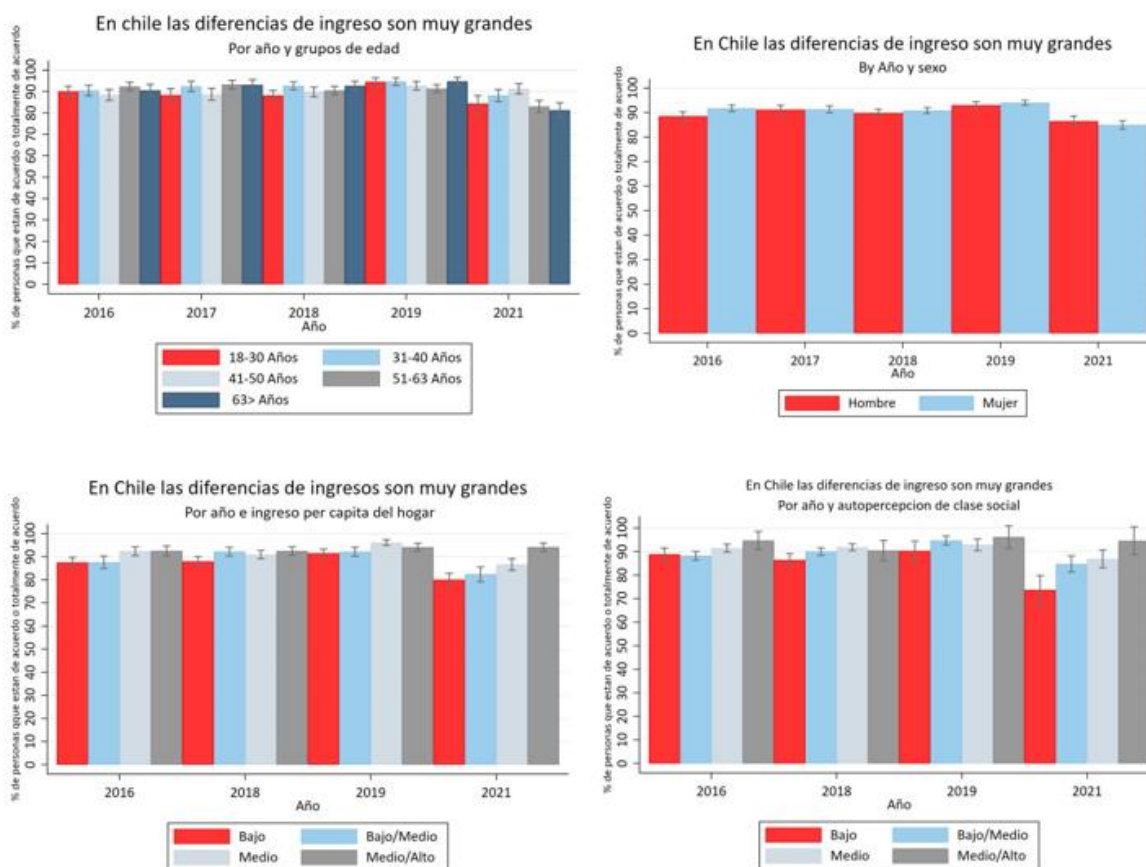 En chile las diferencias de ingreso son muy grandes
Por año y grupos de edad
% de personas que estan de acuerdo o totalmente de acuerdo
100
90
80
70
60
50
40
30
20
10
0
2016 2017 2018 2019 2021
Año
18-30 Años 31-40 Años
41-50 Años 51-63 Años
63> Años
En Chile las diferencias de ingreso son muy grandes
By Año y sexo
% de personas que estan de acuerdo o totalmente de acuerdo
100
90
80
70
60
50
40
30
20
10
0
2016 2017 2018 2019 2021
Año
Hombre Mujer
En Chile las diferencias de ingresos son muy grandes
Por año e ingreso per capita del hogar
% de personas qque estan de acuerdo o totalmente de acuerdo
100
90
80
70
60
50
40
30
20
10
0
2016 2018 2019 2021
Año
Bajo Bajo/Medio
Medio Medio/Alto
En Chile las diferencias de ingreso son muy grandes
Por año y autopercepcion de clase social
% de personas que estan de acuerdo o totalmente de acuerdo
100
90
80
70
60
50
40
30
20
10
0
2016 2018 2019 2021
Año
Bajo Bajo/Medio
Medio Medio/Alto